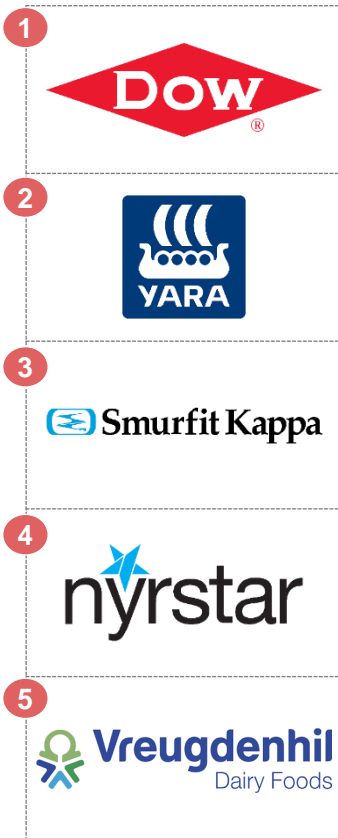 1
Dow
®
2
YARA
3
Smurfit Kappa
4
nyrstar
5
Vreugdenhil
Dairy Foods